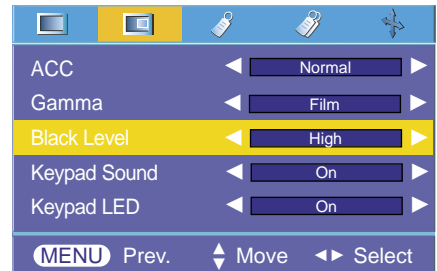 ACC Normal
Gamma Film
Black Level High
Keypad Sound On
Keypad LED On
MENU Prev. Move Select